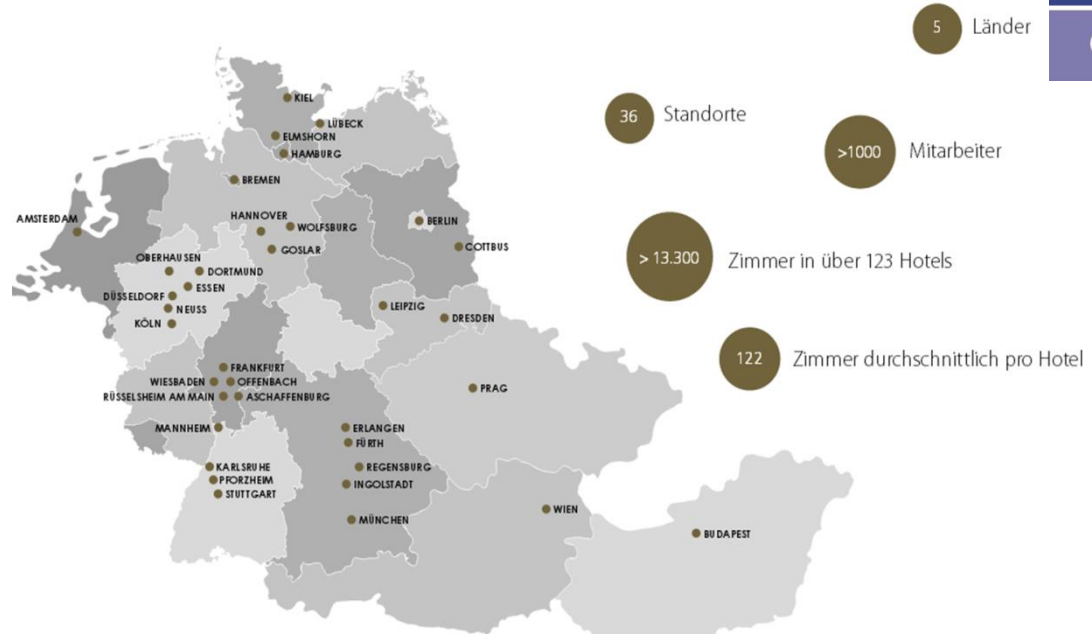 5 Länder
36 Standorte
>1000 Mitarbeiter
> 13.300 Zimmer in über 123 Hotels
122 Zimmer durchschnittlich pro Hotel
KIEL
LÜBECK
ELMSHORN
HAMBURG
BREMEN
AMSTERDAM
HANNOVER
WOLFSBURG
BERLIN
GOSLAR
COTTBUS
OBERHAUSEN
DORTMUND
ESSEN
DÜSSELDORF
NEUSS
KÖLN
LEIPZIG
DRESDEN
FRANKFURT
WIESBADEN
OFFENBACH
RÜSSELSHEIM AM MAIN
ASCHAFFENBURG
PRAG
MANNHEIM
ERLANGEN
FÜRTH
KARLSRUHE
REGENSBURG
PFORZHEIM
INGOLSTADT
STUTTGART
MÜNCHEN
WIEN
BUDAPEST